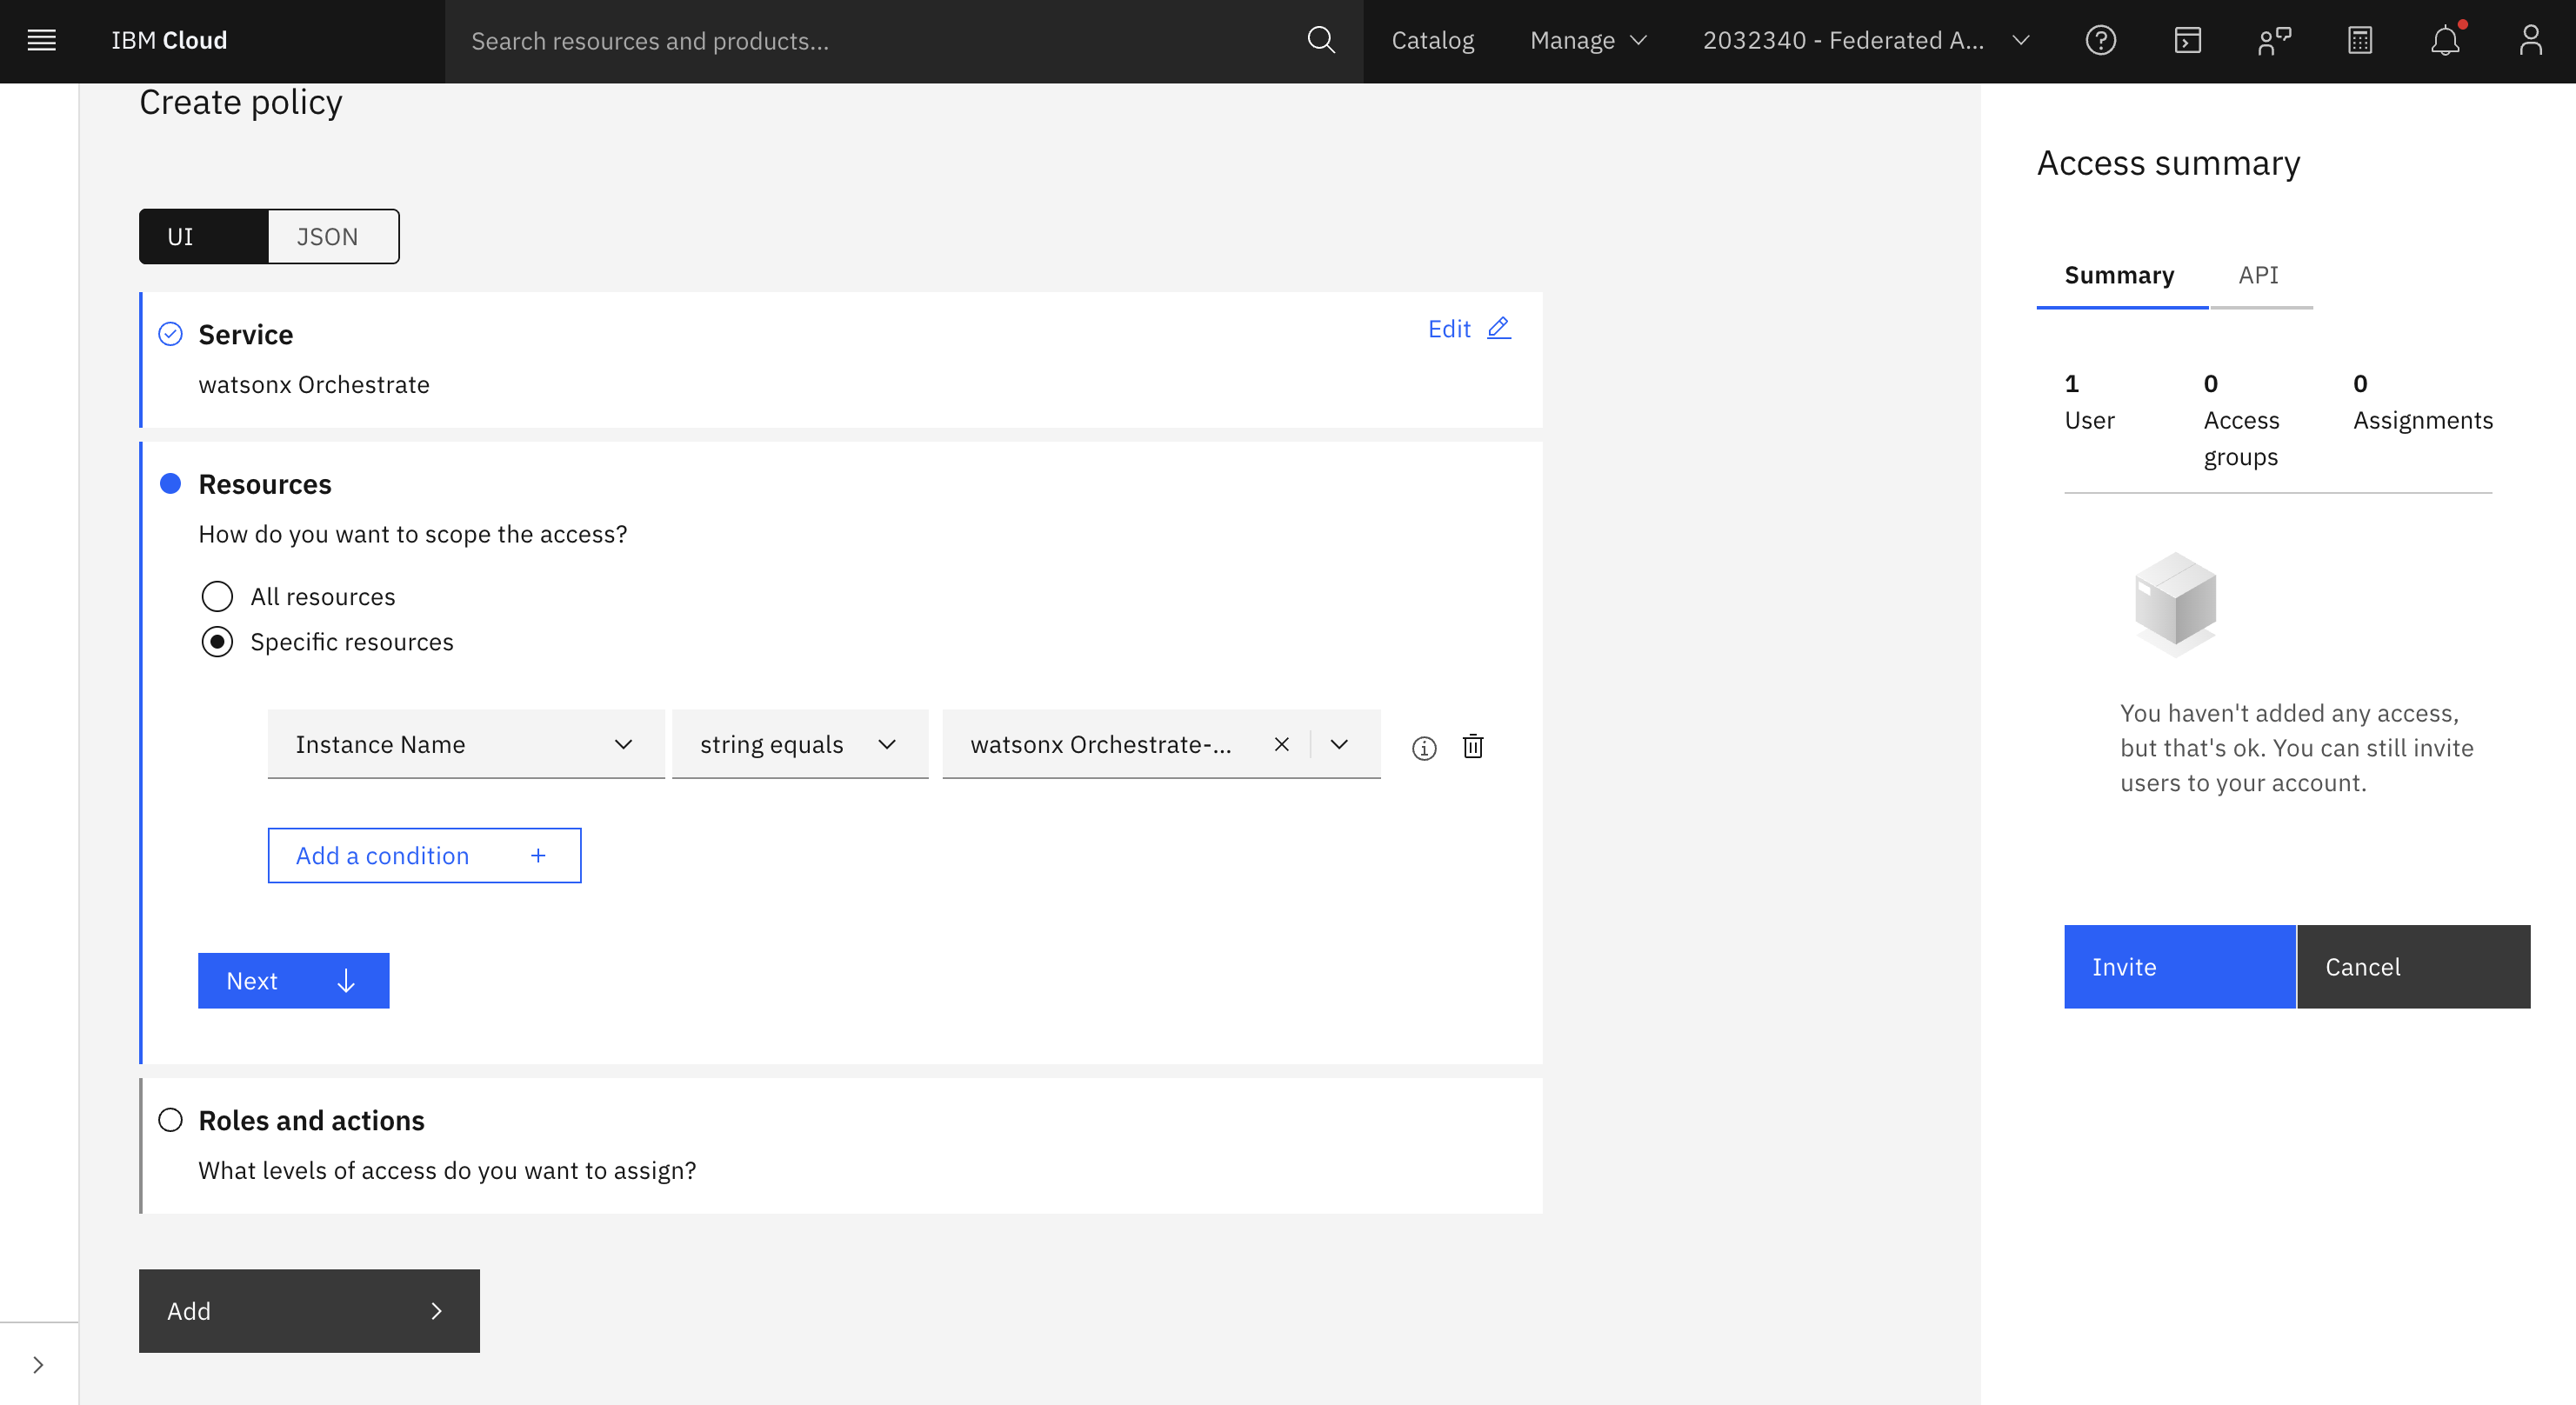 IBM Cloud
Search resources and products...
Catalog
Manage
2032340 - Federated A...
Create policy
UI
JSON
Service
Edit
watsonx Orchestrate
Resources
How do you want to scope the access?
All resources
Specific resources
Instance Name
string equals
watsonx Orchestrate-...
Add a condition +
Next
Roles and actions
What levels of access do you want to assign?
Add
Access summary
Summary
API
1
User
0
Access
groups
0
Assignments
You haven't added any access,
but that's ok. You can still invite
users to your account.
Invite
Cancel